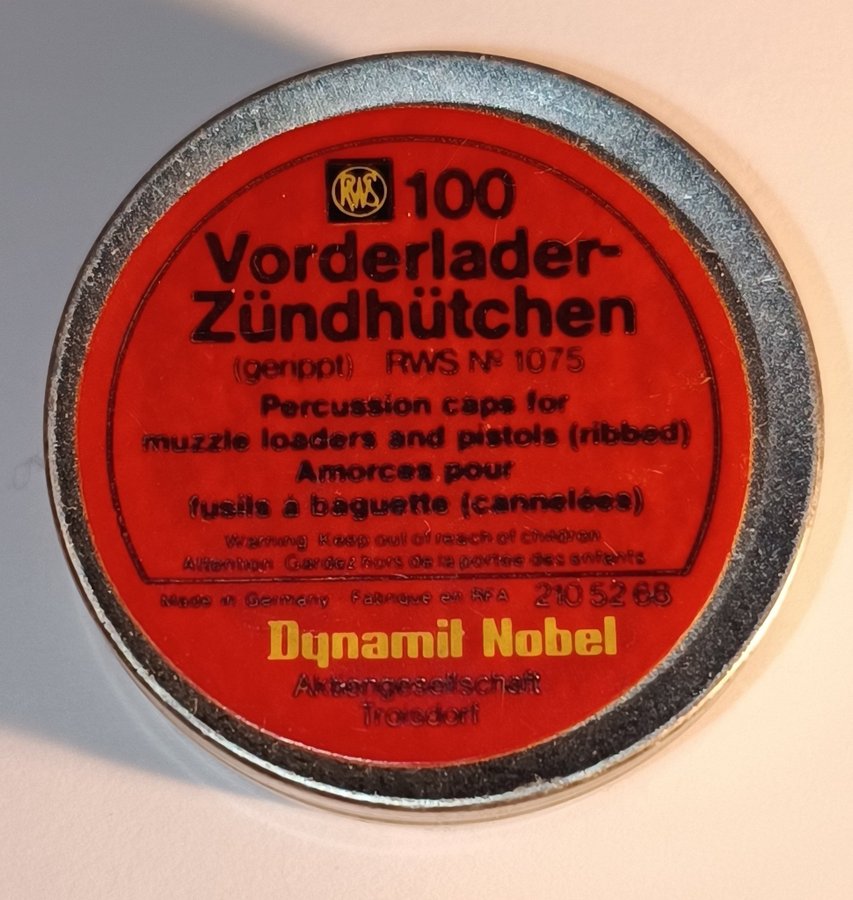 RWS 100
Vorderlader-
Zündhütchen
(gerippt) RWS Nº 1075
Percussion caps for
muzzle loaders and pistols (ribbed)
Amorces pour
fusils à baguette (cannelées)
Warning Keep out of reach of children
Attention Gardez hors de la portée des enfants
Made in Germany Fabriqué en RFA 210 52 68
Dynamit Nobel
Aktiengesellschaft
Troisdorf